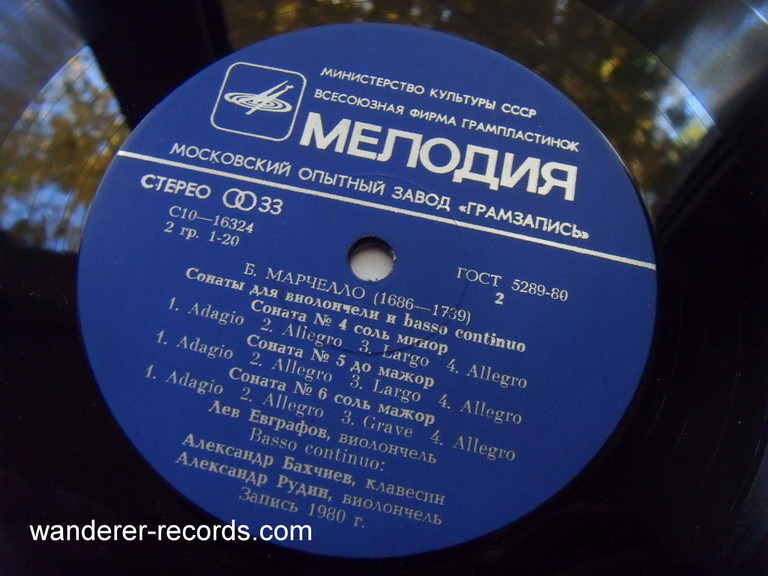 МИНИСТЕРСТВО КУЛЬТУРЫ СССР
ВСЕСОЮЗНАЯ ФИРМА ГРАМПЛАСТИНОК
МЕЛОДИЯ
МОСКОВСКИЙ ОПЫТНЫЙ ЗАВОД «ГРАМЗАПИСЬ»
СТЕРЕО 33
С10—16324
2 гр. 1-20
ГОСТ 5289-80
2
Б. МАРЧЕЛЛО (1686—1739)
Сонаты для виолончели и basso continuo
Соната № 4 соль минор
1. Adagio 2. Allegro 3. Largo 4. Allegro
Соната № 5 до мажор
1. Adagio 2. Allegro 3. Largo 4. Allegro
Соната № 6 соль мажор
1. Adagio 2. Allegro 3. Grave 4. Allegro
Лев Евграфов, виолончель
Basso continuo:
Александр Бахчиев, клавесин
Александр Рудин, виолончель
Запись 1980 г.
wanderer-records.com